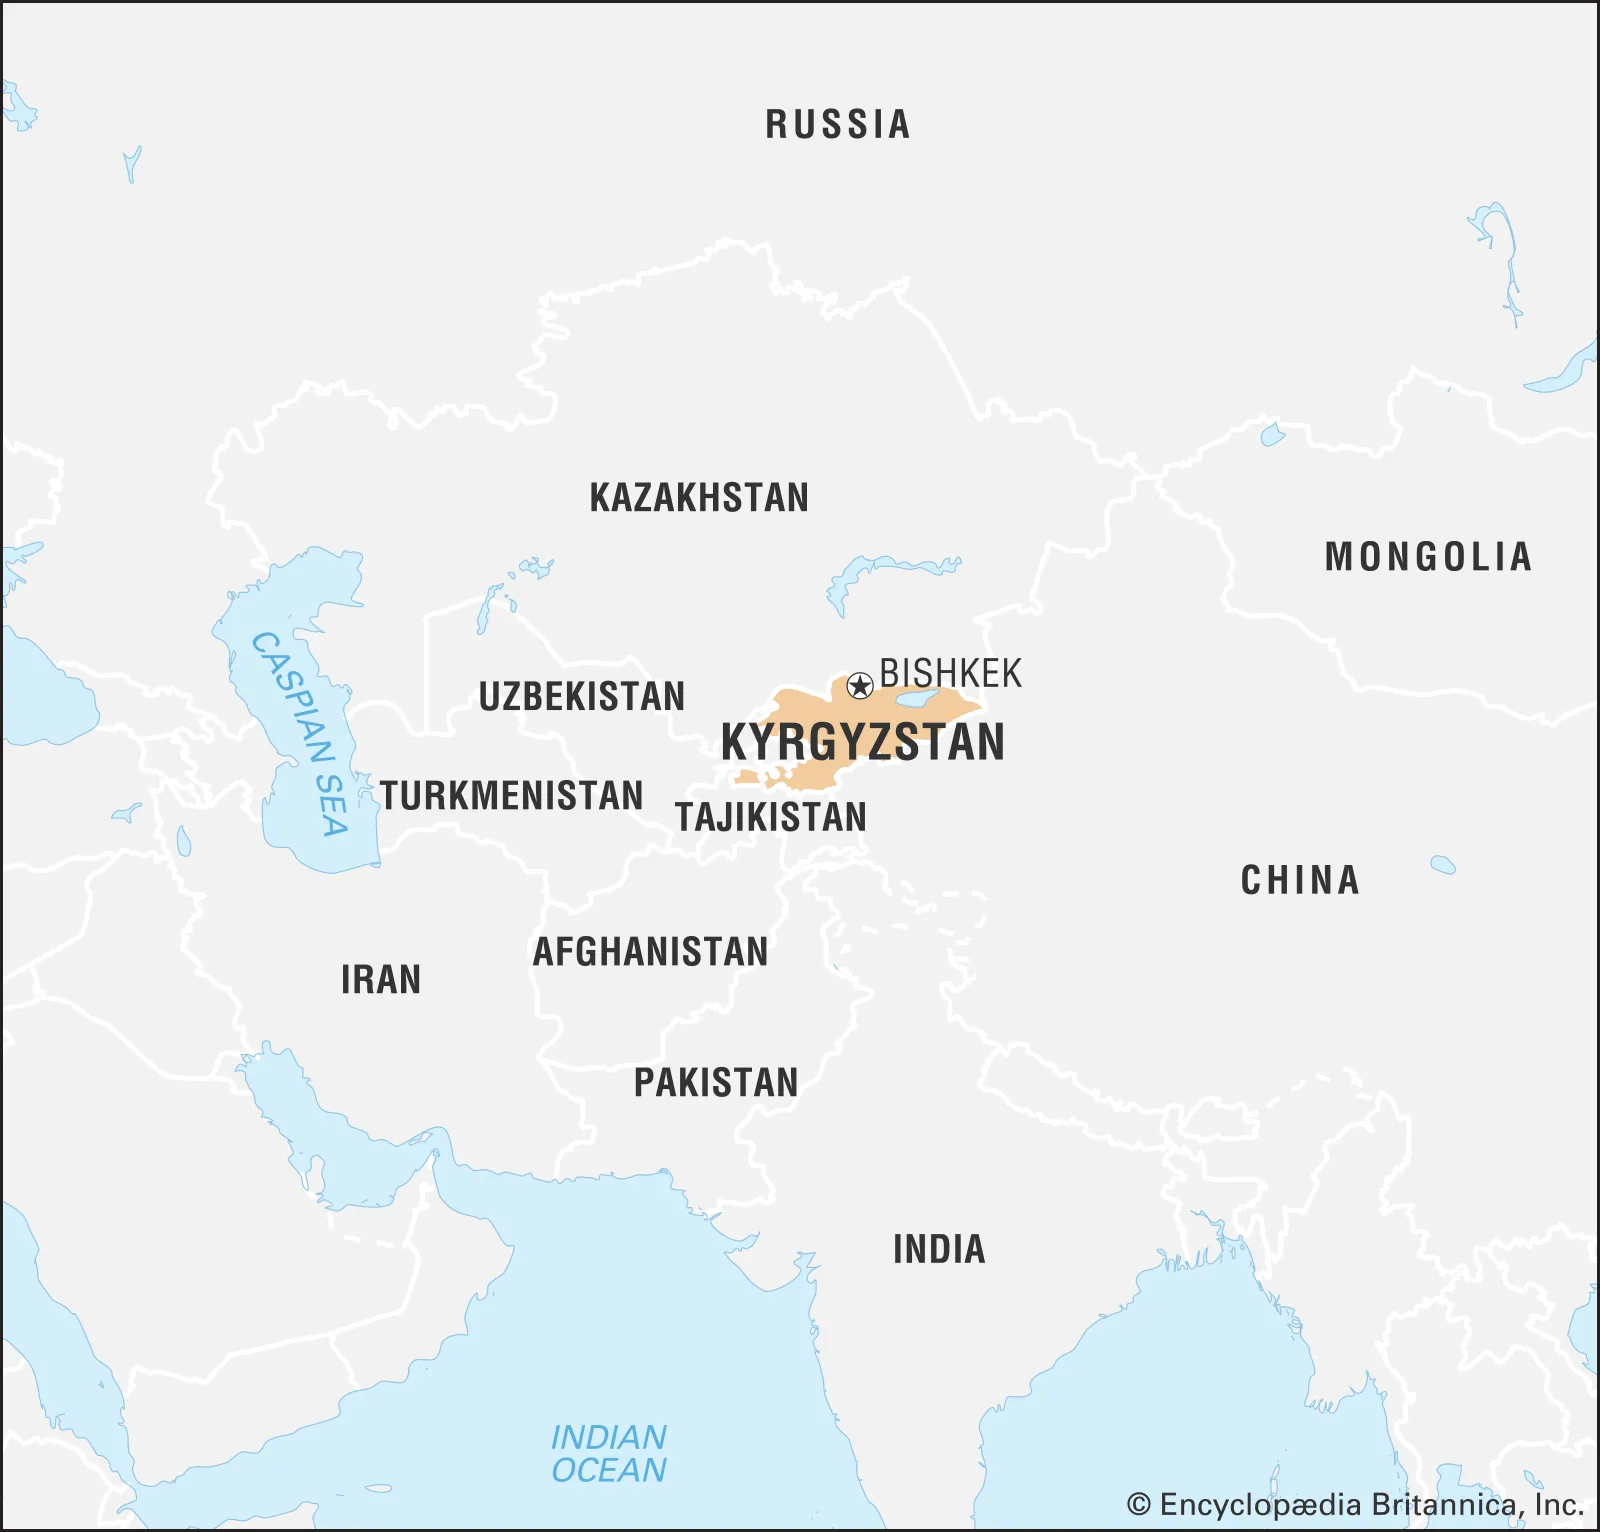 RUSSIA
KAZAKHSTAN
MONGOLIA
CASPIAN SEA
BISHKEK
UZBEKISTAN
KYRGYZSTAN
TURKMENISTAN
TAJIKISTAN
CHINA
AFGHANISTAN
IRAN
PAKISTAN
INDIA
INDIAN
OCEAN
© Encyclopædia Britannica, Inc.